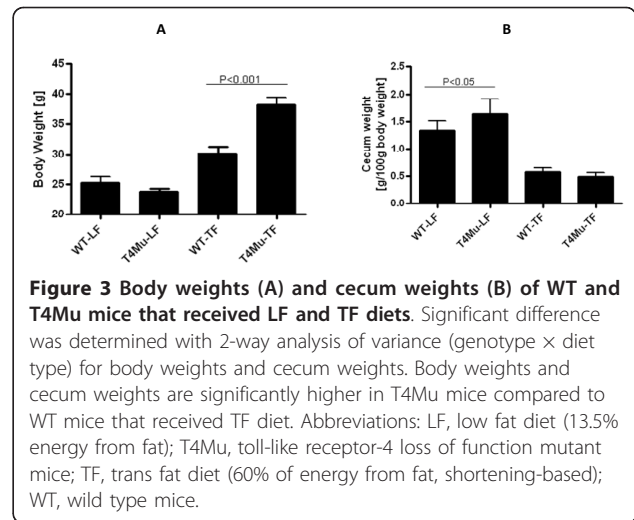 A
B
P<0.001
Body Weight [g]
40
35
30
25
20
WT-LF
T4Mu-LF
WT-TF
T4Mu-TF
P<0.05
Cecum weight
[g/100g body weight]
2.5
2.0
1.5
1.0
0.5
0.0
WT-LF
T4Mu-LF
WT-TF
T4Mu-TF
Figure 3 Body weights (A) and cecum weights (B) of WT and
T4Mu mice that received LF and TF diets. Significant difference
was determined with 2-way analysis of variance (genotype × diet
type) for body weights and cecum weights. Body weights and
cecum weights are significantly higher in T4Mu mice compared to
WT mice that received TF diet. Abbreviations: LF, low fat diet (13.5%
energy from fat); T4Mu, toll-like receptor-4 loss of function mutant
mice; TF, trans fat diet (60% of energy from fat, shortening-based);
WT, wild type mice.